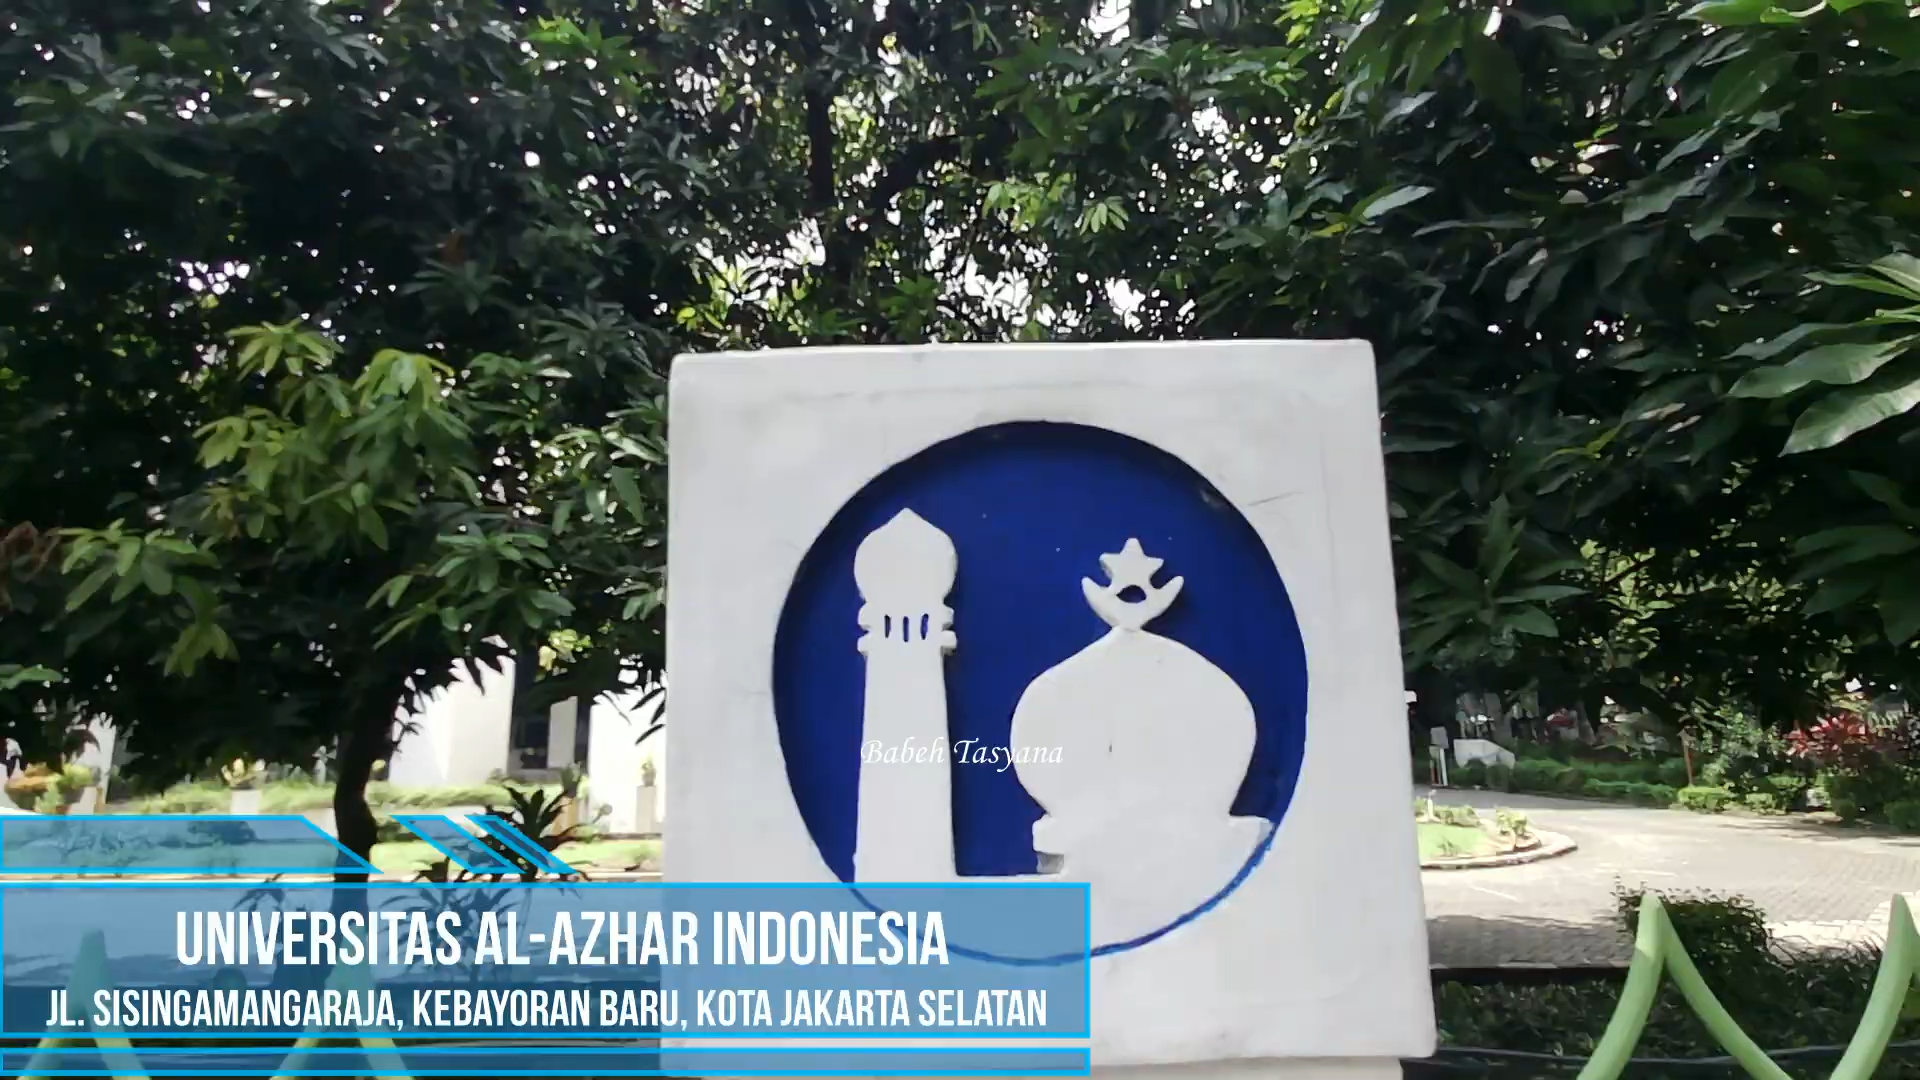 Babeh Tasyana
UNIVERSITAS AL-AZHAR INDONESIA
JL. SISINGAMANGARAJA, KEBAYORAN BARU, KOTA JAKARTA SELATAN